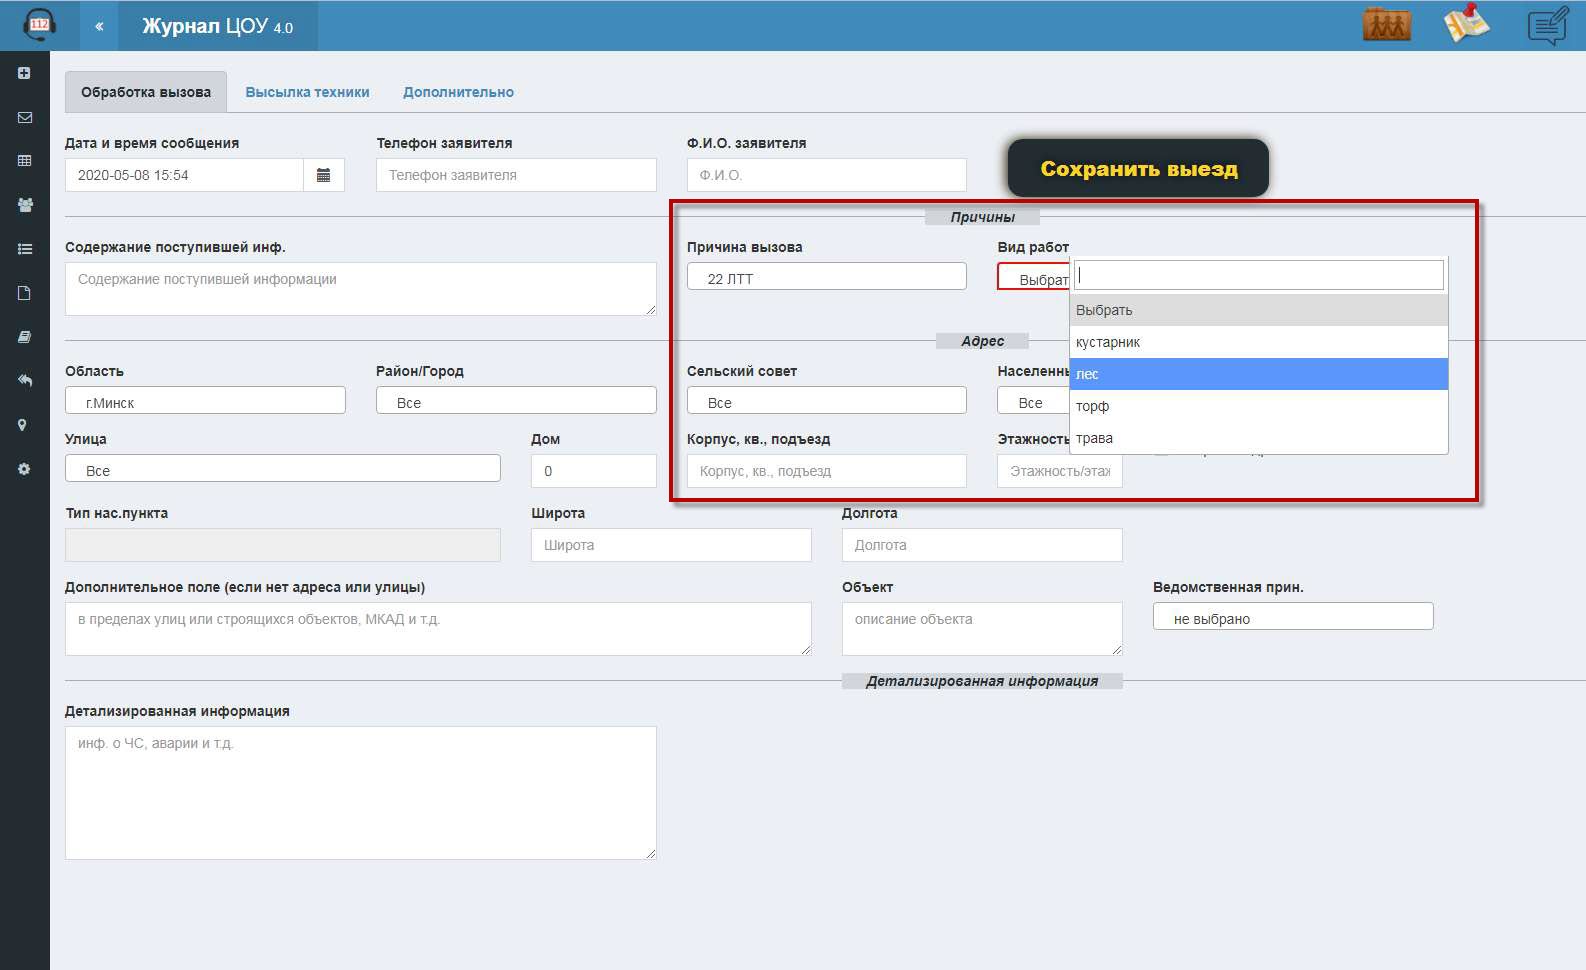 112
«
Журнал ЦОУ 4.0
Обработка вызова
Высылка техники
Дополнительно
Дата и время сообщения
Телефон заявителя
Ф.И.О. заявителя
2020-05-08 15:54
Телефон заявителя
Ф.И.О.
Сохранить выезд
Причины
Содержание поступившей инф.
Причина вызова
Вид работ
Содержание поступившей информации
22 ЛТТ
Выбрат
Выбрать
кустарник
лес
торф
трава
Адрес
Область
Район/Город
Сельский совет
Населенны
г.Минск
Все
Все
Все
Улица
Дом
Корпус, кв., подъезд
Этажность
Все
0
Корпус, кв., подъезд
Этажность/этаж
Тип нас.пункта
Широта
Долгота
Широта
Долгота
Дополнительное поле (если нет адреса или улицы)
Объект
Ведомственная прин.
в пределах улиц или строящихся объектов, МКАД и т.д.
описание объекта
не выбрано
Детализированная информация
Детализированная информация
инф. о ЧС, аварии и т.д.